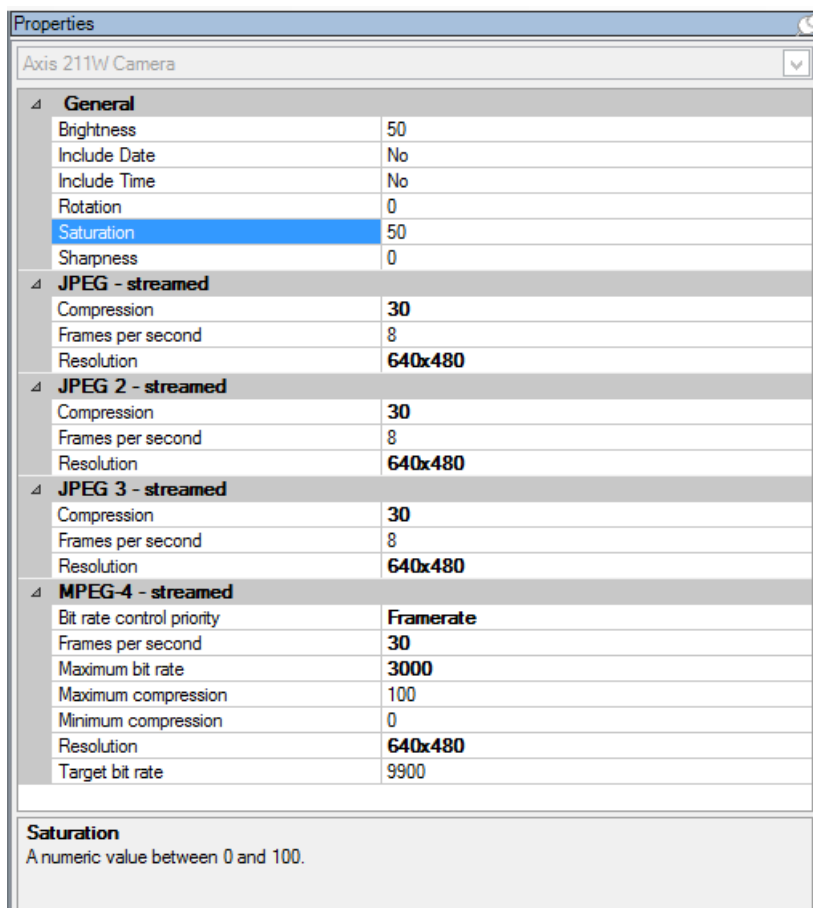 Properties
Axis 211W Camera
General
Brightness 50
Include Date No
Include Time No
Rotation 0
Saturation 50
Sharpness 0
JPEG - streamed
Compression 30
Frames per second 8
Resolution 640x480
JPEG 2 - streamed
Compression 30
Frames per second 8
Resolution 640x480
JPEG 3 - streamed
Compression 30
Frames per second 8
Resolution 640x480
MPEG-4 - streamed
Bit rate control priority Framerate
Frames per second 30
Maximum bit rate 3000
Maximum compression 100
Minimum compression 0
Resolution 640x480
Target bit rate 9900
Saturation
A numeric value between 0 and 100.